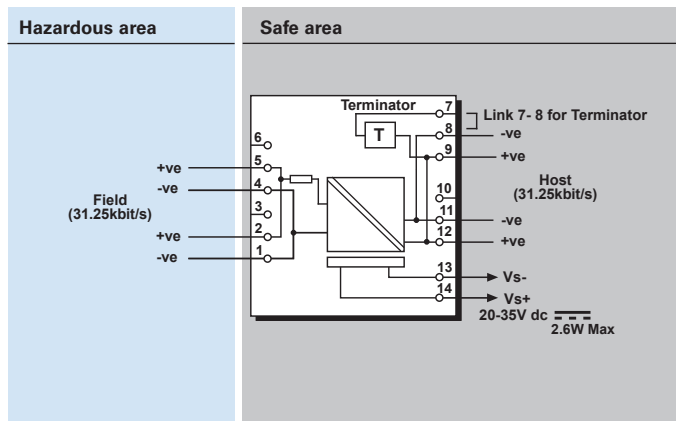 Hazardous area
Safe area
Terminator
7
Link 7- 8 for Terminator
T
8
-ve
6
9
+ve
5
+ve
-ve
4
10
Host
(31.25kbit/s)
Field
(31.25kbit/s)
3
11
-ve
+ve
2
12
+ve
-ve
1
13
Vs-
14
Vs+
20-35V dc
2.6W Max